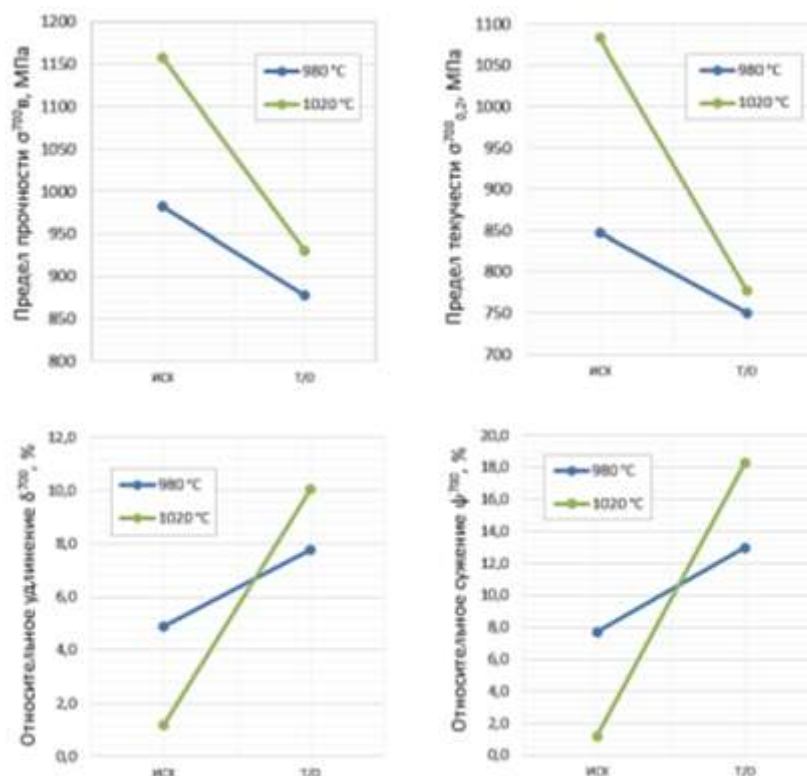 Предел прочности σ⁷⁰⁰в, МПа
1200
1150
1100
1050
1000
950
900
850
800
980 °C
1020 °C
исх
Т/О
Предел текучести σ⁷⁰⁰₀,₂, МПа
1100
1050
1000
950
900
850
800
750
700
980 °C
1020 °C
исх
Т/О
Относительное удлинение δ⁷⁰⁰, %
12,0
10,0
8,0
6,0
4,0
2,0
0,0
980 °C
1020 °C
исх
Т/О
Относительное сужение ψ⁷⁰⁰, %
20,0
18,0
16,0
14,0
12,0
10,0
8,0
6,0
4,0
2,0
0,0
980 °C
1020 °C
исх
Т/О